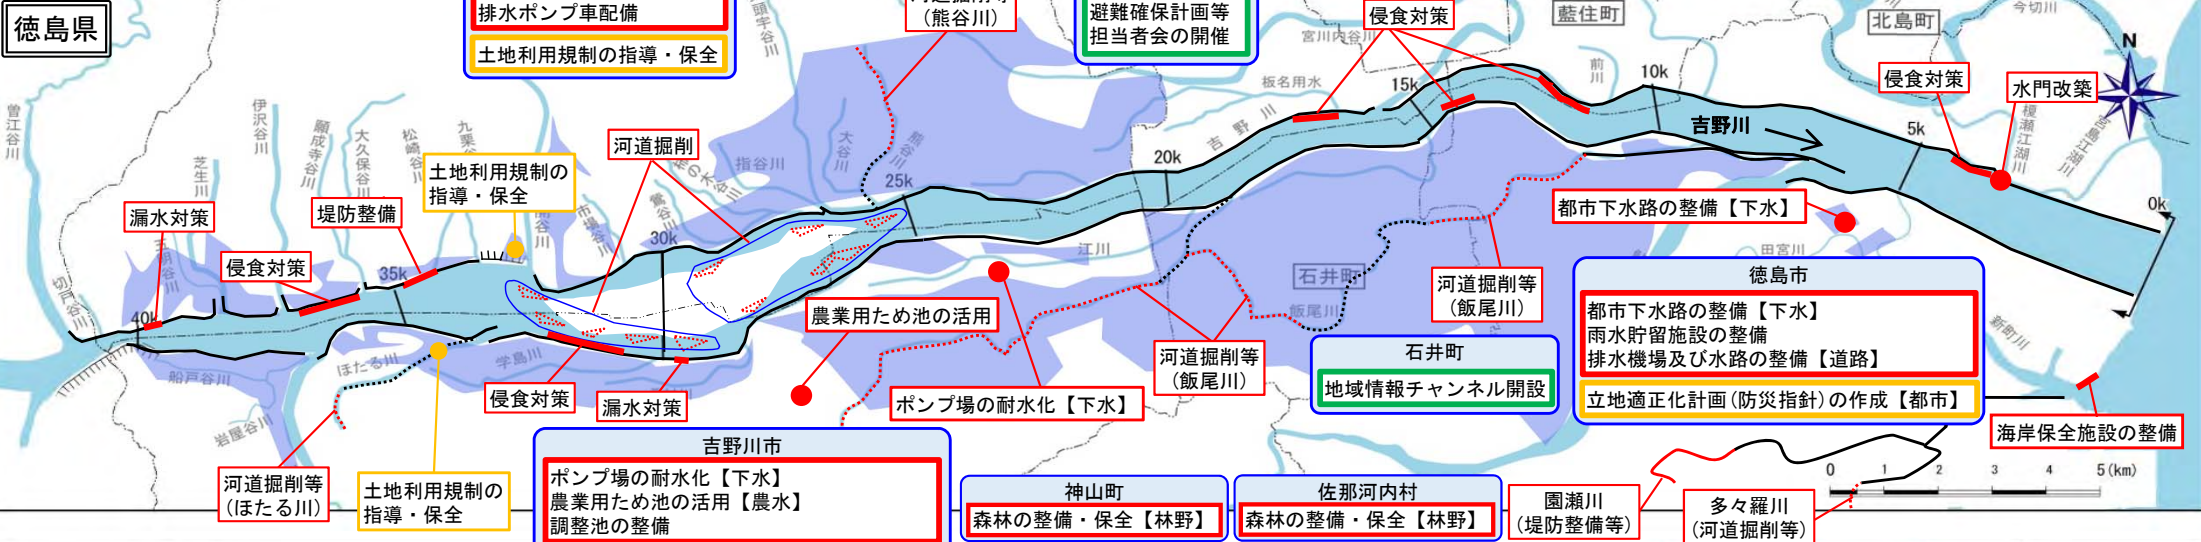 徳島県
排水ポンプ車配備
土地利用規制の指導・保全
(熊谷川)
避難確保計画等
担当者会の開催
侵食対策
藍住町
北島町
今切川
N
宮川内谷川
板名用水
前川
15k
10k
侵食対策
水門改築
榎瀬江湖川
宮島江湖川
吉野川
吉野川
5k
0k
曽江谷川
伊沢谷川
願成寺谷川
大久保谷川
松崎谷川
芝生川
土地利用規制の
指導・保全
河道掘削
指谷川
大谷川
熊谷川
市場谷川
鶯谷川
20k
25k
30k
35k
40k
漏水対策
堤防整備
侵食対策
切戸谷川
船戸谷川
ほたる川
学島川
岩屋谷川
江川
石井町
飯尾川
田宮川
新町川
都市下水路の整備【下水】
農業用ため池の活用
河道掘削等
(飯尾川)
河道掘削等
(飯尾川)
侵食対策
漏水対策
ポンプ場の耐水化【下水】
石井町
地域情報チャンネル開設
徳島市
都市下水路の整備【下水】
雨水貯留施設の整備
排水機場及び水路の整備【道路】
立地適正化計画(防災指針)の作成【都市】
海岸保全施設の整備
河道掘削等
(ほたる川)
土地利用規制の
指導・保全
吉野川市
ポンプ場の耐水化【下水】
農業用ため池の活用【農水】
調整池の整備
神山町
森林の整備・保全【林野】
佐那河内村
森林の整備・保全【林野】
園瀬川
(堤防整備等)
多々羅川
(河道掘削等)
0 1 2 3 4 5(km)